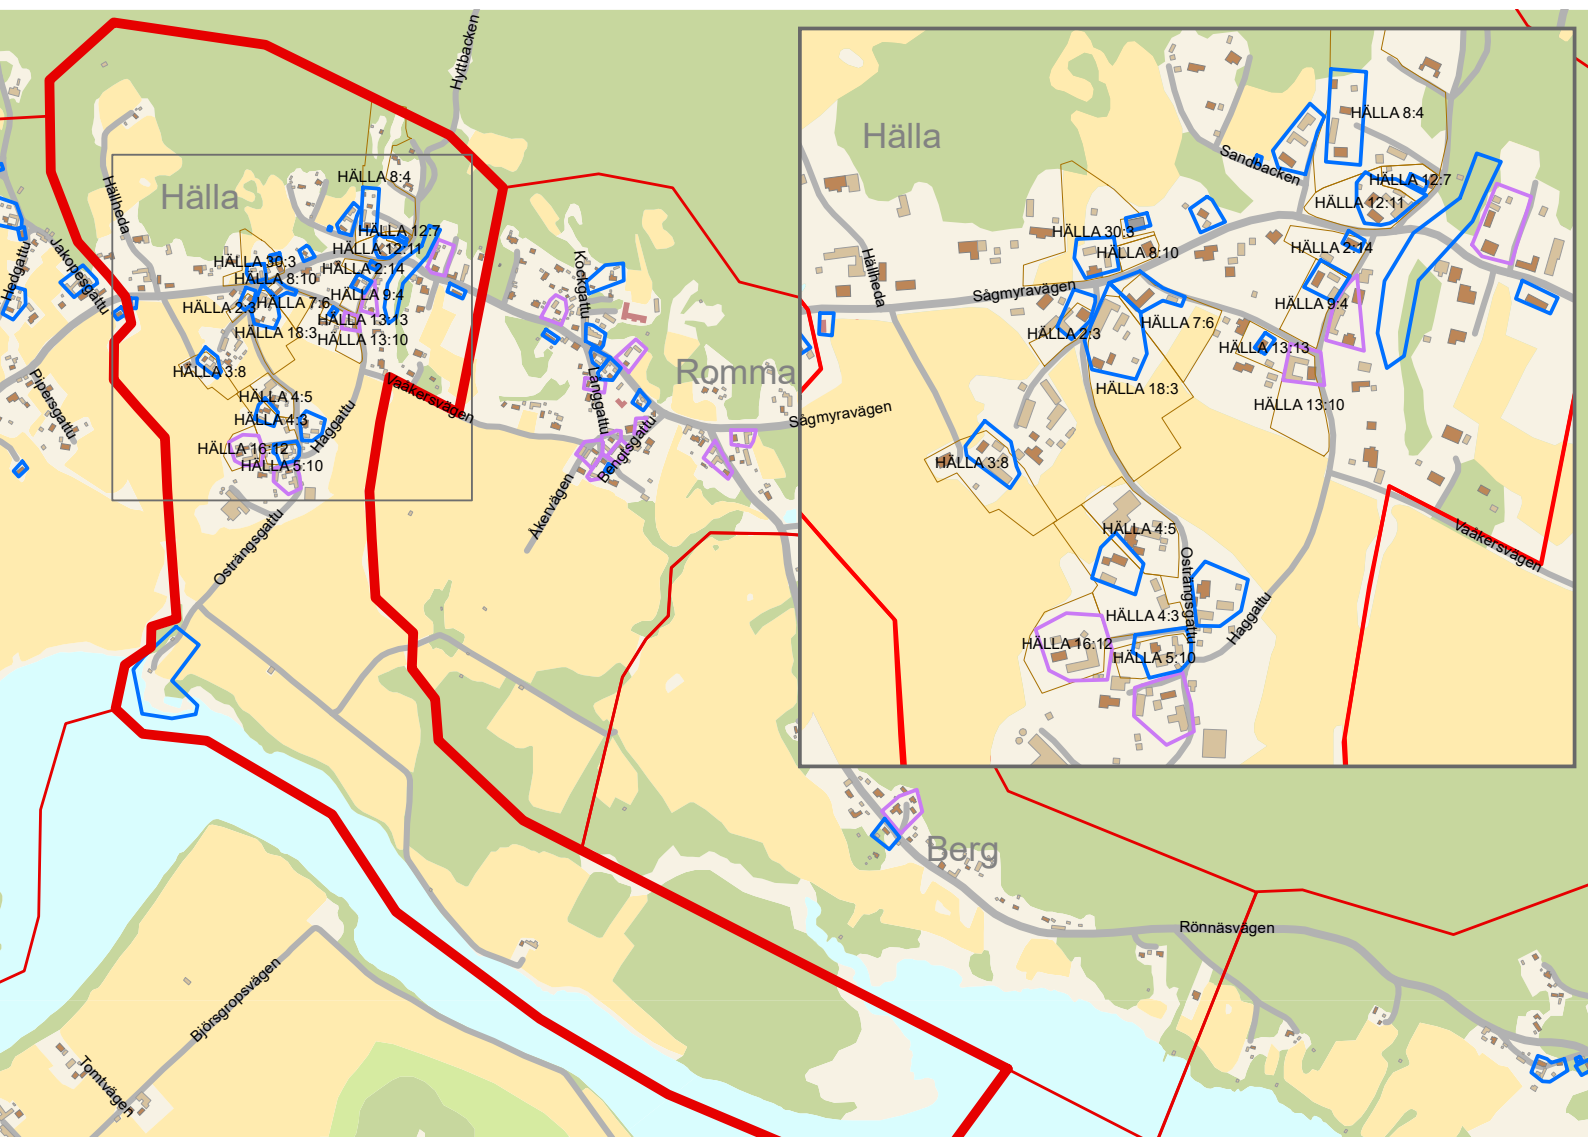 Hyttbacken
Hälla
HÄLLA 8:4
Hällheda
HÄLLA 12:7
HÄLLA 12:11
HÄLLA 30:3
HÄLLA 2:14
HÄLLA 8:10
HÄLLA 9:4
HÄLLA 2:3
HÄLLA 7:6
HÄLLA 13:13
HÄLLA 18:3
HÄLLA 13:10
HÄLLA 3:8
HÄLLA 4:5
HÄLLA 4:3
HÄLLA 16:12
HÄLLA 5:10
Hedgattu
Jakopesgattu
Pipersgattu
Haggattu
Vaåkersvägen
Osträngsgattu
Kockgattu
Långgattu
Bengtsgattu
Åkervägen
Romma
Sågmyravägen
Hälla
Sandbacken
HÄLLA 8:4
HÄLLA 12:7
HÄLLA 12:11
HÄLLA 30:3
HÄLLA 8:10
HÄLLA 2:14
Hällheda
Sågmyravägen
HÄLLA 9:4
HÄLLA 2:3
HÄLLA 7:6
HÄLLA 13:13
HÄLLA 18:3
HÄLLA 13:10
HÄLLA 3:8
HÄLLA 4:5
Vaåkersvägen
Osträngsgattu
HÄLLA 4:3
Haggattu
HÄLLA 16:12
HÄLLA 5:10
Berg
Rönnäsvägen
Björsgropsvägen
Tomtvägen